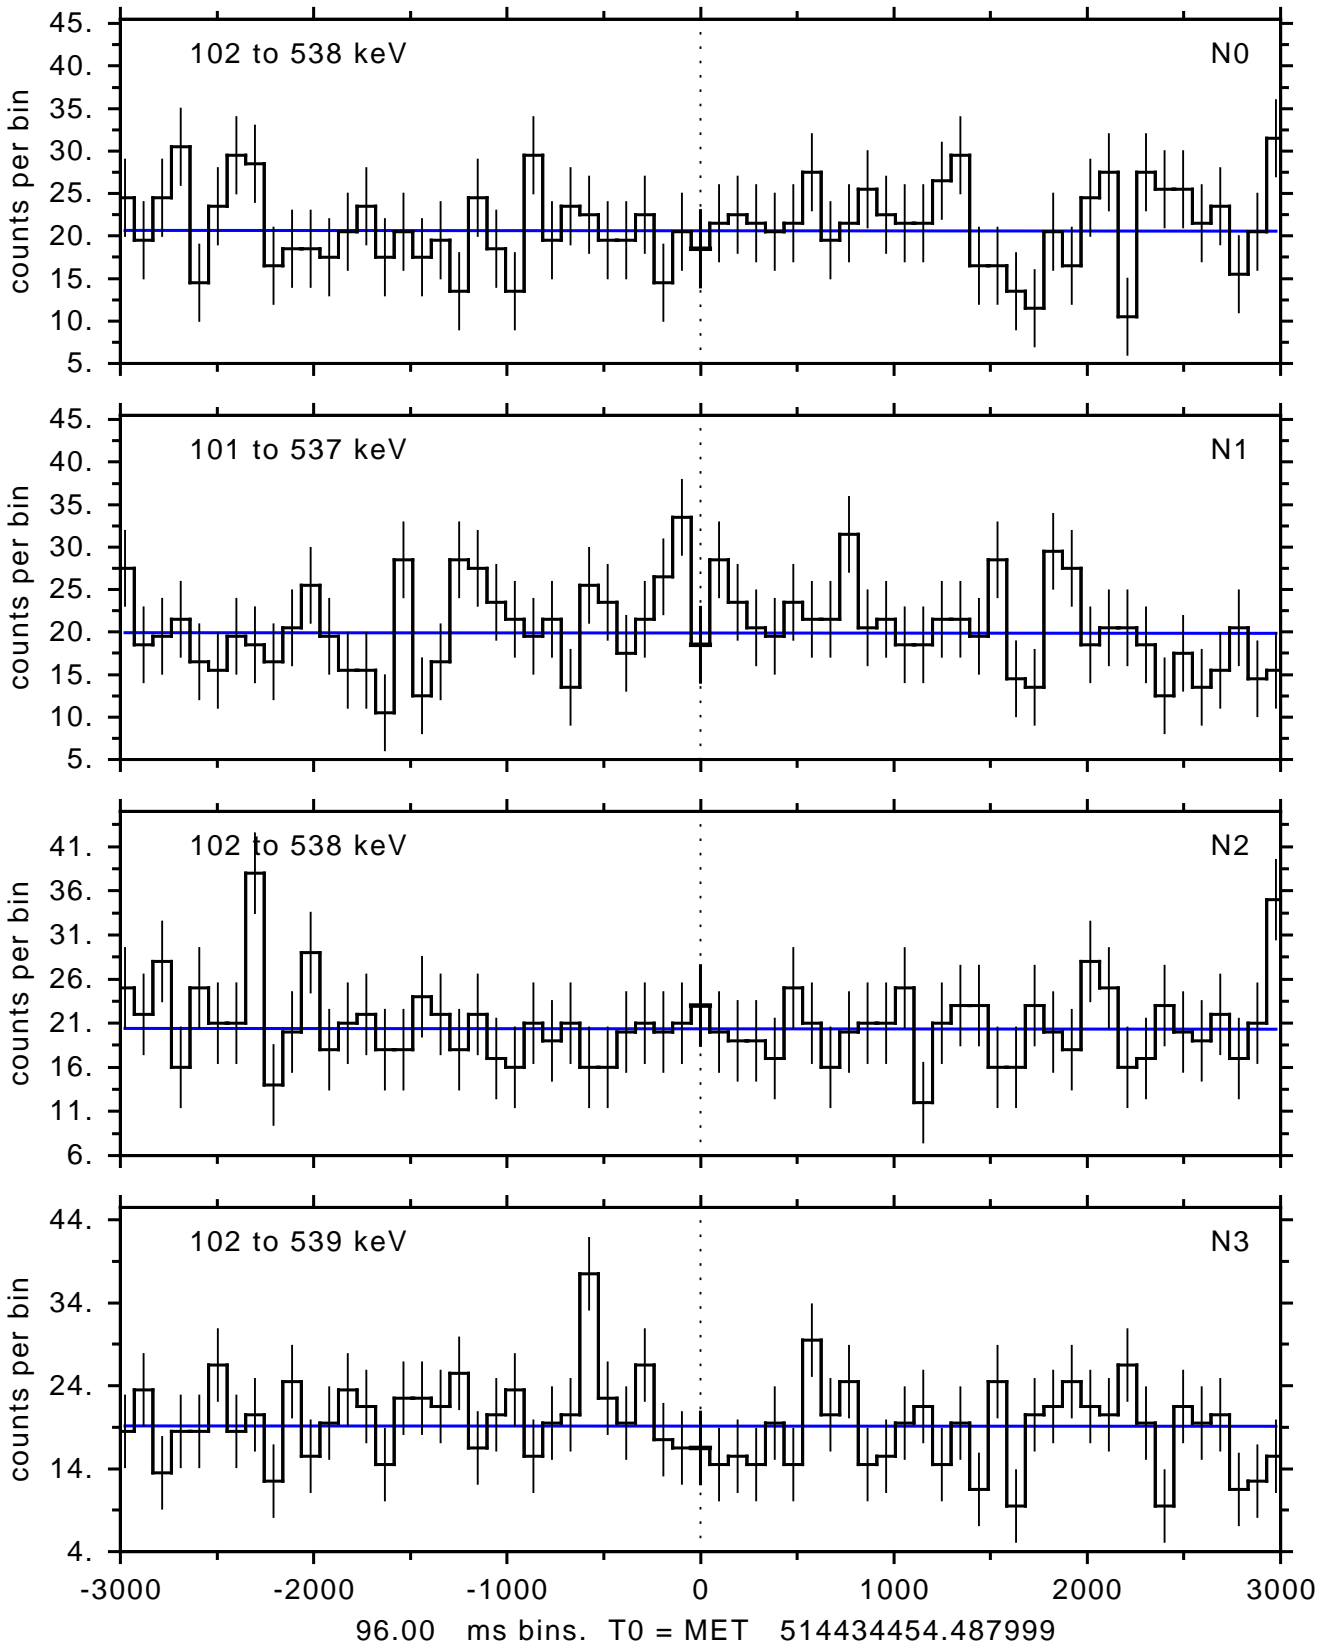 45.
102 to 538 keV
N0
40.
35.
30.
25.
20.
15.
10.
5.
counts per bin
45.
101 to 537 keV
N1
40.
35.
30.
25.
20.
15.
10.
5.
counts per bin
41.
102 to 538 keV
N2
36.
31.
26.
21.
16.
11.
6.
counts per bin
44.
102 to 539 keV
N3
34.
24.
14.
4.
counts per bin
-3000 -2000 -1000 0 1000 2000 3000
96.00 ms bins. T0 = MET 514434454.487999